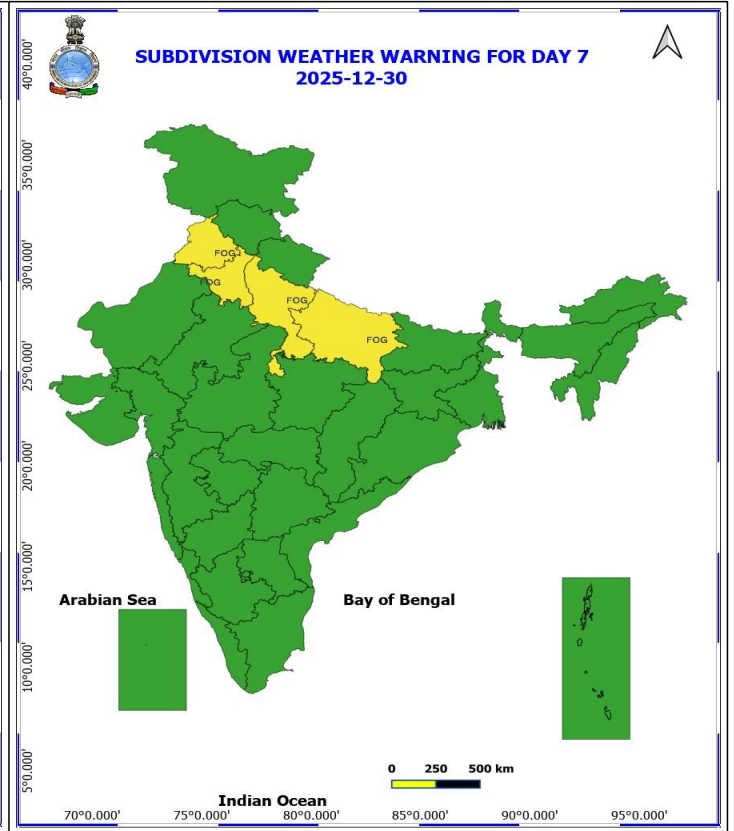 SUBDIVISION WEATHER WARNING FOR DAY 7
2025-12-30
40°0.000'
35°0.000'
30°0.000'
25°0.000'
20°0.000'
15°0.000'
10°0.000'
5°0.000'
FOG
FOG
FOG
FOG
Arabian Sea
Bay of Bengal
0 250 500 km
Indian Ocean
70°0.000' 75°0.000' 80°0.000' 85°0.000' 90°0.000' 95°0.000'